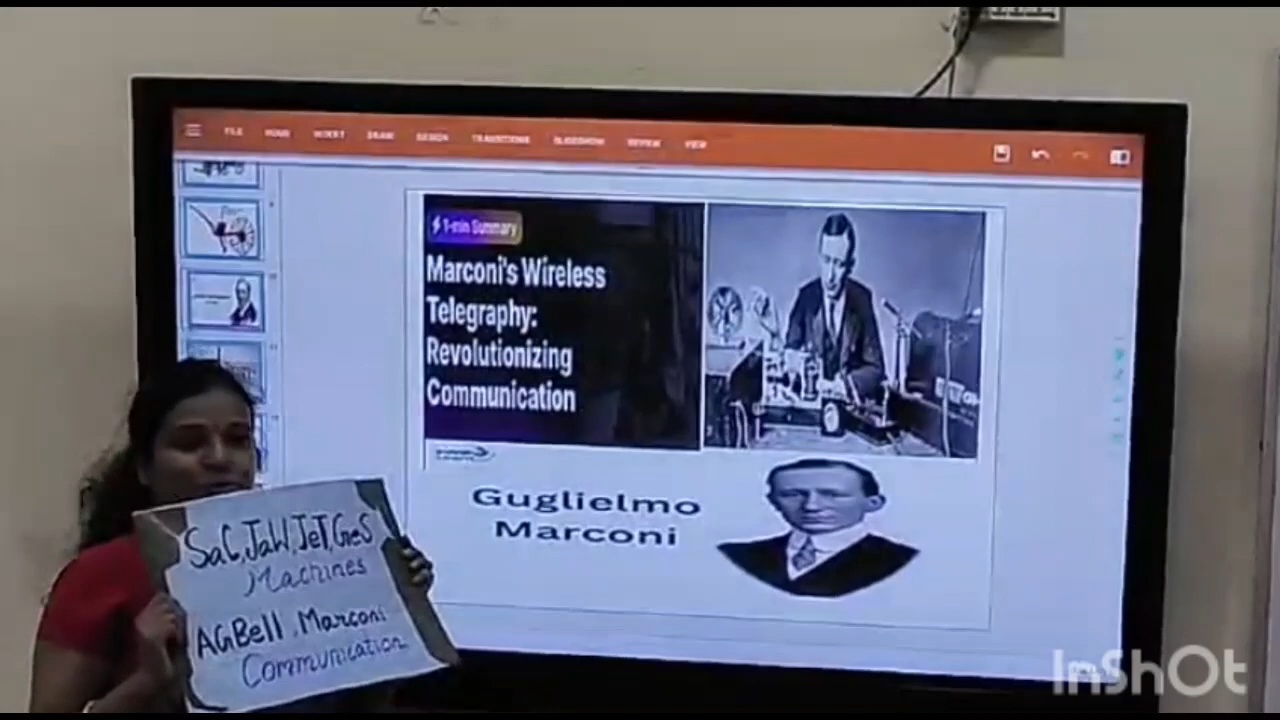 FILE HOME INSERT DRAW DESIGN TRANSITIONS SLIDESHOW REVIEW VIEW
1-min Summary
Marconi's Wireless
Telegraphy:
Revolutionizing
Communication
Guglielmo
Marconi
SaC, JaW, JeT, GeS
Machines
AGBell, Marconi
Communication
InShOt